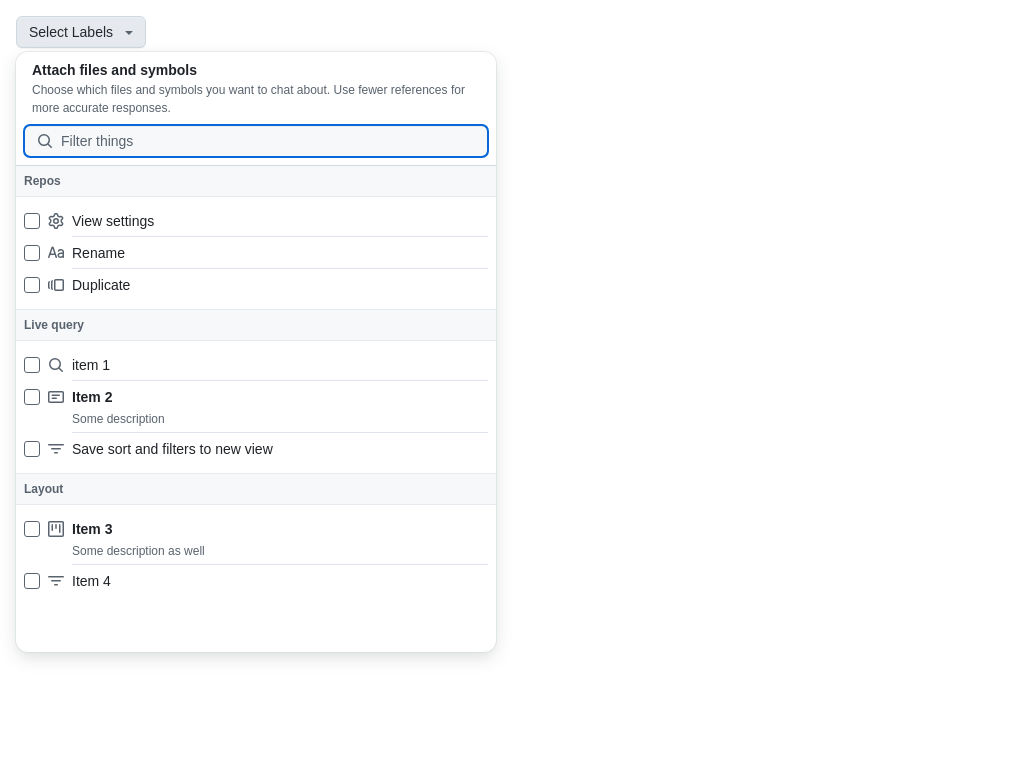 Select Labels
Attach files and symbols
Choose which files and symbols you want to chat about. Use fewer references for
more accurate responses.
Filter things
Repos
View settings
Rename
Duplicate
Live query
item 1
Item 2
Some description
Save sort and filters to new view
Layout
Item 3
Some description as well
Item 4